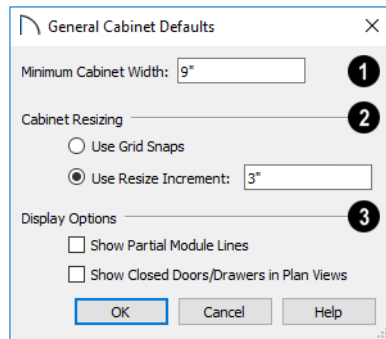 General Cabinet Defaults
Minimum Cabinet Width: 9" 1
Cabinet Resizing 2
Use Grid Snaps
Use Resize Increment: 3"
Display Options 3
Show Partial Module Lines
Show Closed Doors/Drawers in Plan Views
OK Cancel Help